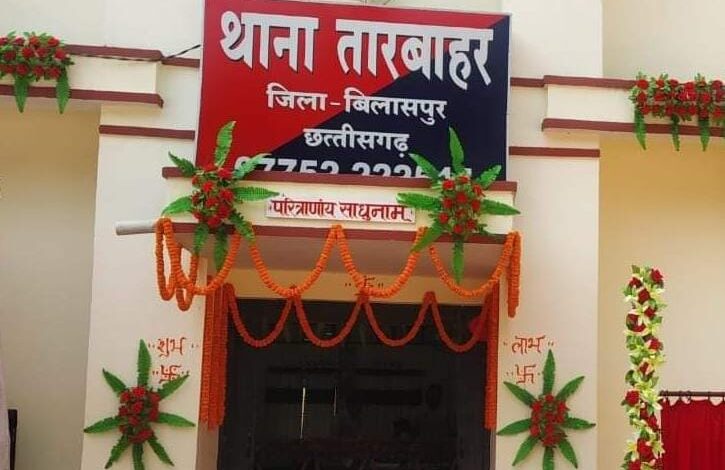 थाना तारबाहर
जिला-बिलासपुर
छत्तीसगढ़
परित्राणांय साधुनाम्
ॐ
शुभ
लाभ